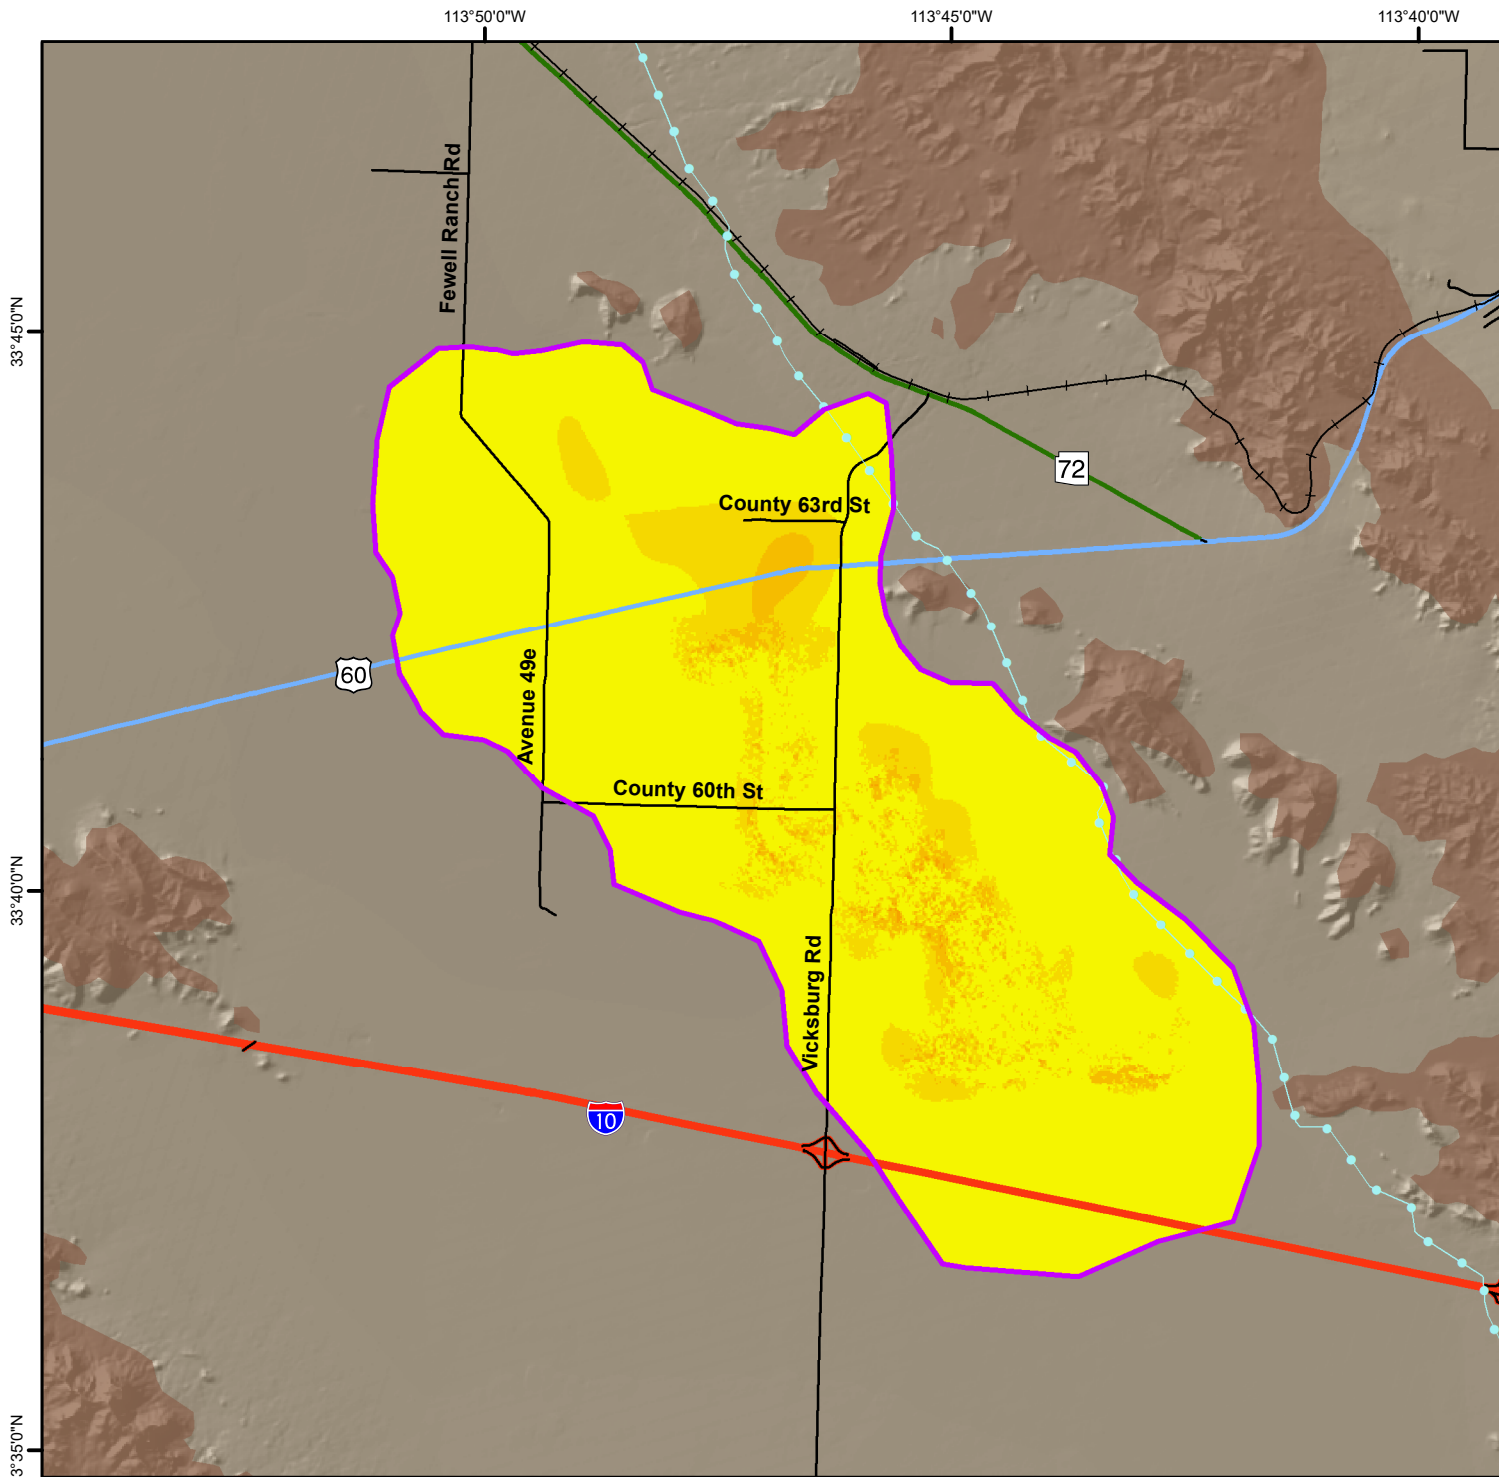 113°50'0"W
113°45'0"W
113°40'0"W
Fewell Ranch Rd
33°45'0"N
72
County 63rd St
60
Avenue 49e
County 60th St
33°40'0"N
Vicksburg Rd
10
3°35'0"N